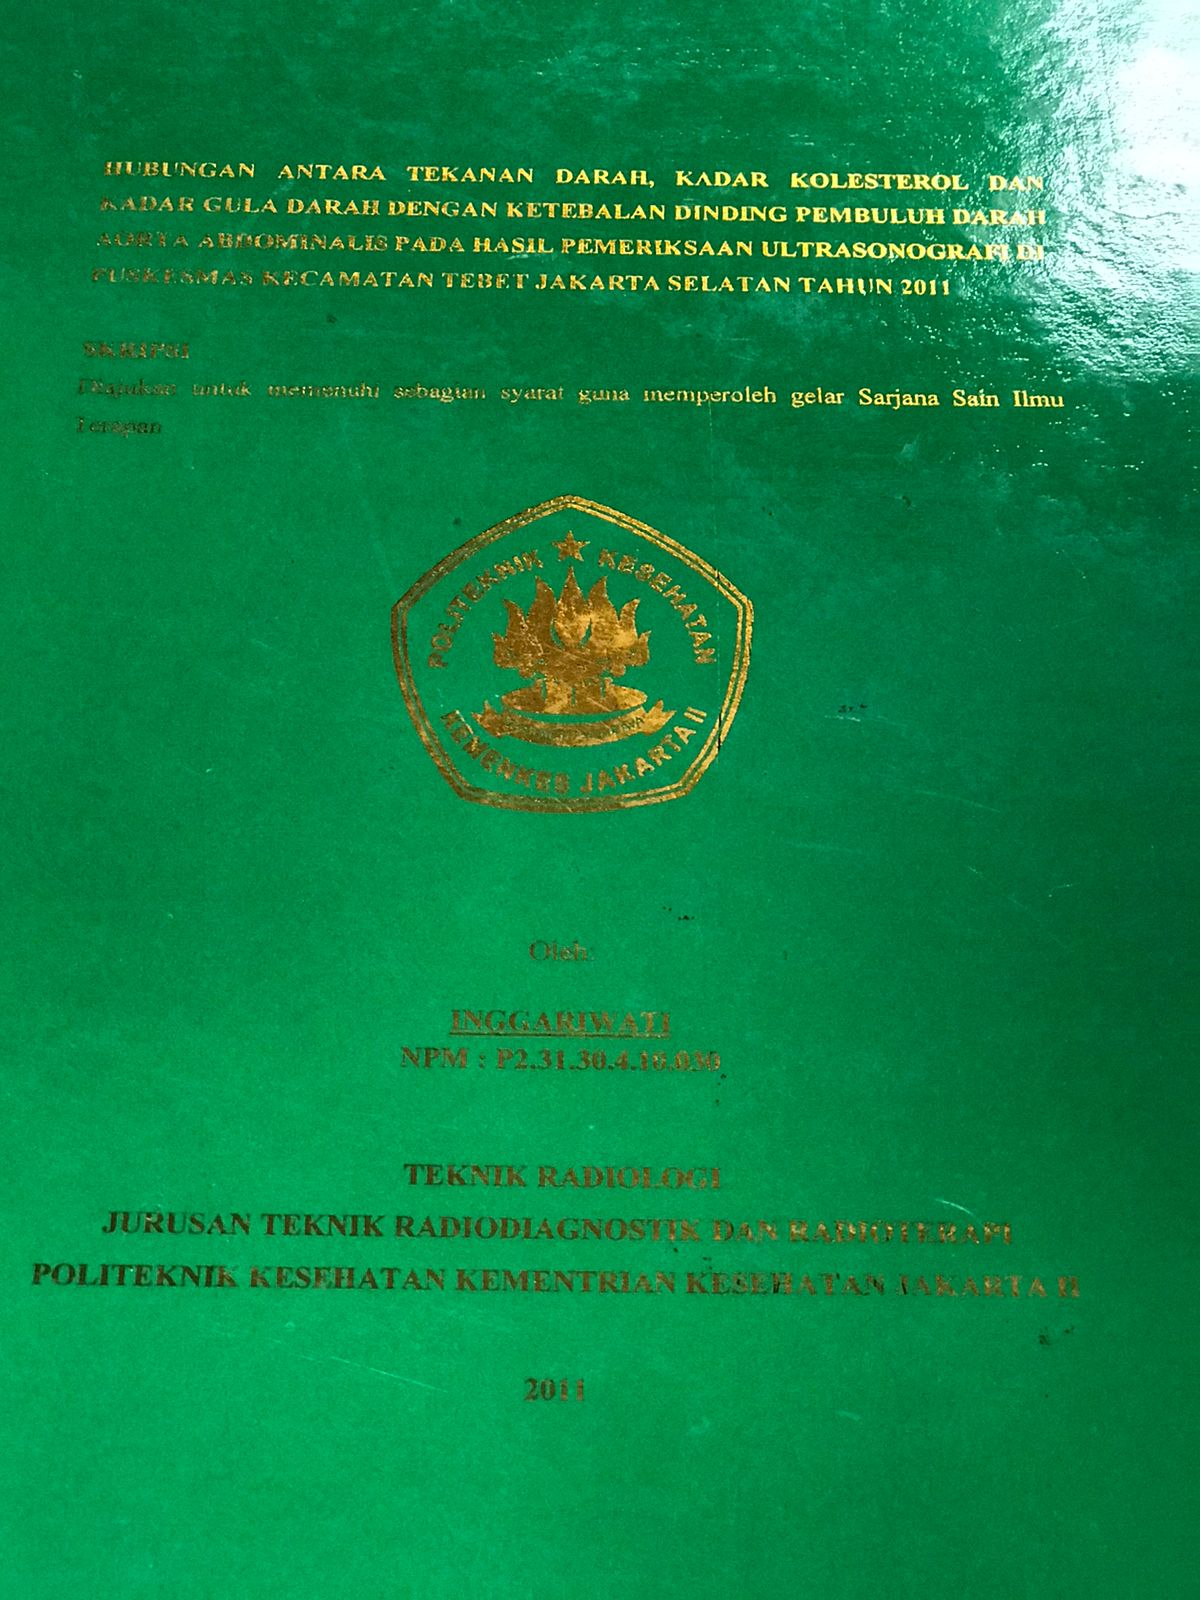 HUBUNGAN ANTARA TEKANAN DARAH, KADAR KOLESTEROL DAN
KADAR GULA DARAH DENGAN KETEBALAN DINDING PEMBULUH DARAH
AORTA ABDOMINALIS PADA HASIL PEMERIKSAAN ULTRASONOGRAFI DI
PUSKESMAS KECAMATAN TEBET JAKARTA SELATAN TAHUN 2011
SKRIPSI
Diajukan untuk memenuhi sebagian syarat guna memperoleh gelar Sarjana Sain Ilmu
Terapan
POLITEKNIK KESEHATAN
KEMENKES JAKARTA II
Oleh:
INGGARIWATI
NPM : P2.31.30.4.10.030
TEKNIK RADIOLOGI
JURUSAN TEKNIK RADIODIAGNOSTIK DAN RADIOTERAPI
POLITEKNIK KESEHATAN KEMENTRIAN KESEHATAN JAKARTA II
2011